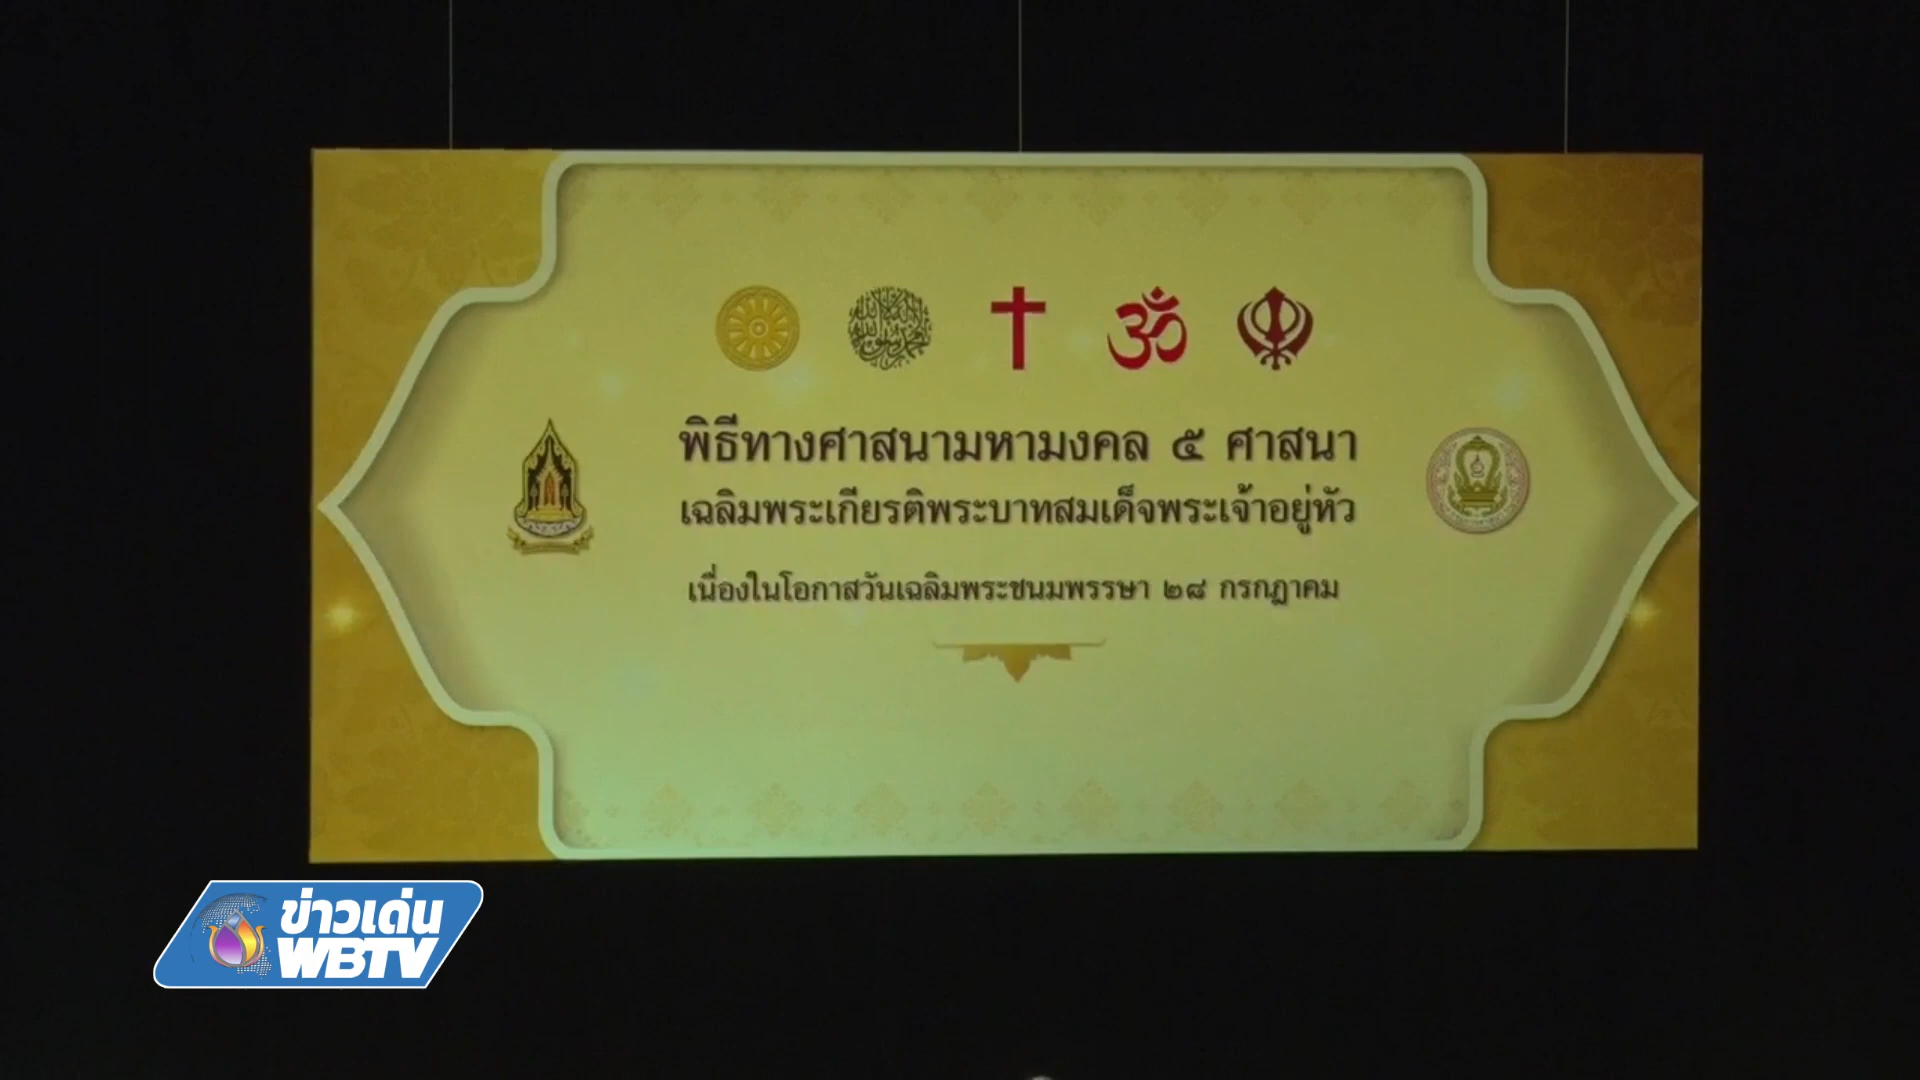 พิธีทางศาสนามหามงคล ๕ ศาสนา
เฉลิมพระเกียรติพระบาทสมเด็จพระเจ้าอยู่หัว
เนื่องในโอกาสวันเฉลิมพระชนมพรรษา ๒๘ กรกฎาคม
ข่าวเด่น
WBTV